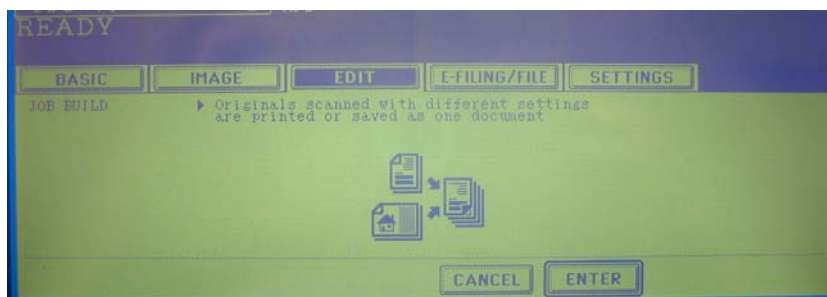 READY
BASIC IMAGE EDIT E-FILING/FILE SETTINGS
JOB BUILD ▶ Originals scanned with different settings
are printed or saved as one document
CANCEL ENTER